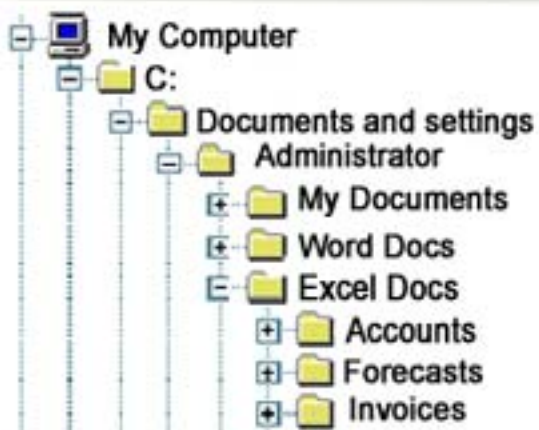 My Computer
C:
Documents and settings
Administrator
My Documents
Word Docs
Excel Docs
Accounts
Forecasts
Invoices